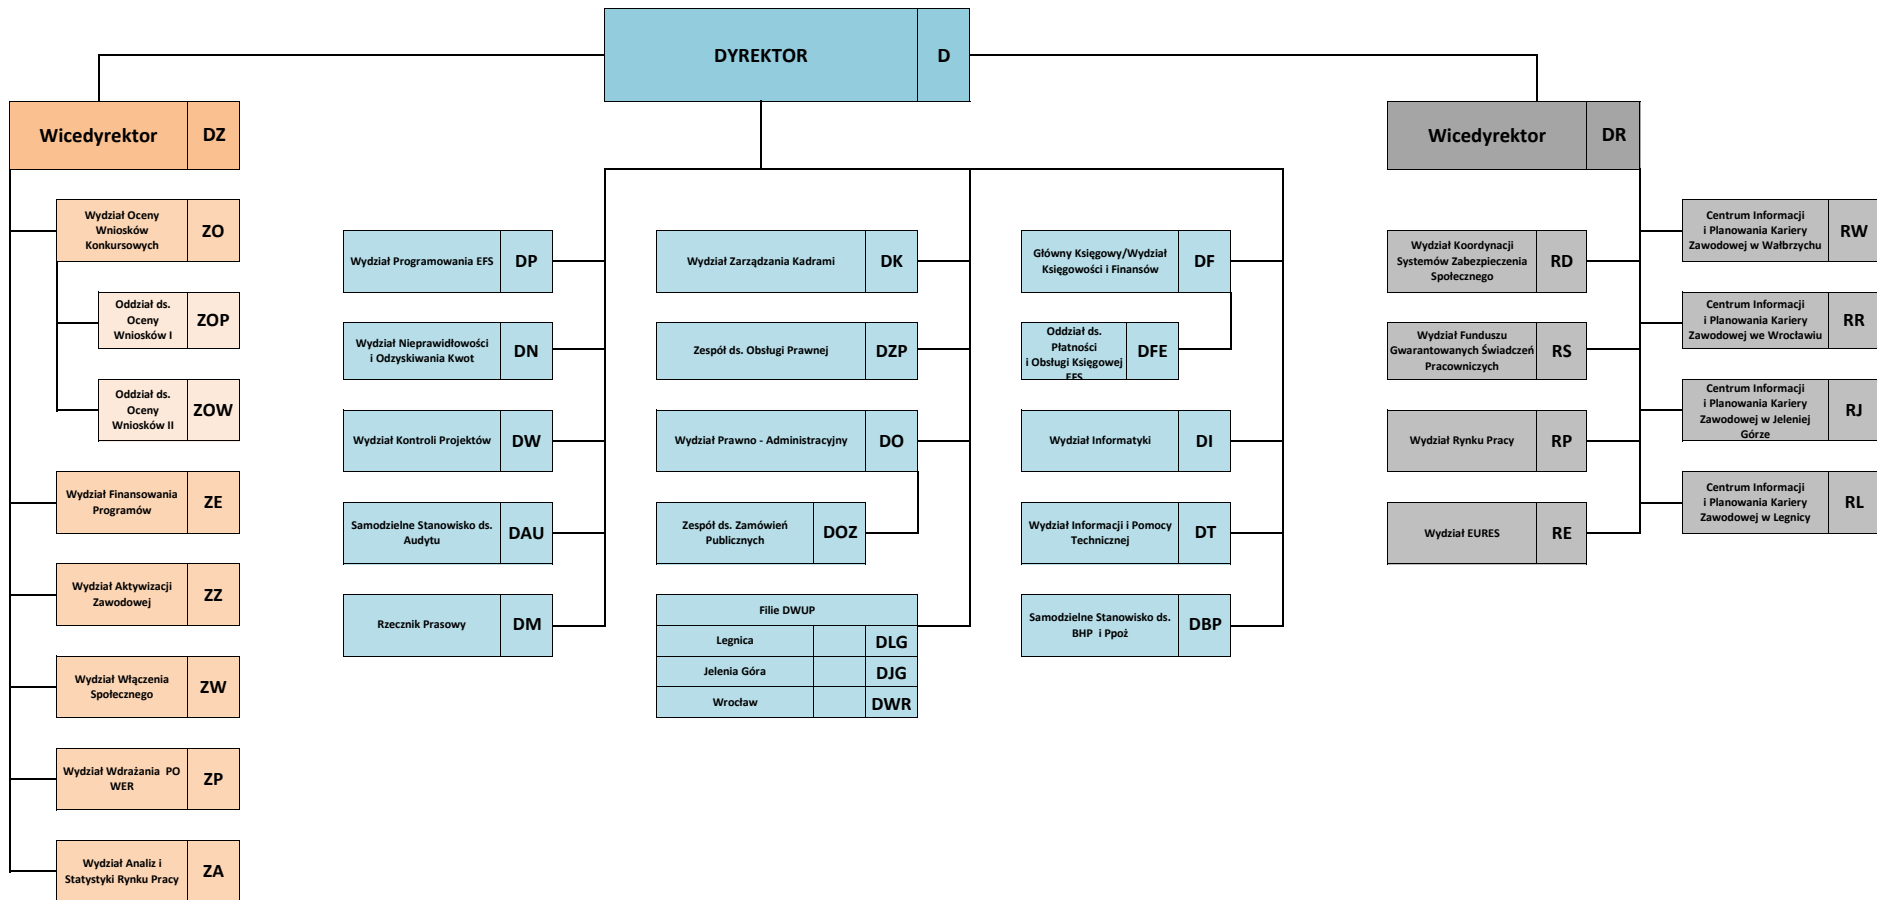 DYREKTOR D
Wicedyrektor DZ
Wydział Oceny
Wniosków
Konkursowych
ZO
Oddział ds.
Oceny
Wniosków I
ZOP
Oddział ds.
Oceny
Wniosków II
ZOW
Wydział Finansowania
Programów
ZE
Wydział Aktywizacji
Zawodowej
ZZ
Wydział Włączenia
Społecznego
ZW
Wydział Wdrażania PO
WER
ZP
Wydział Analiz i
Statystyki Rynku Pracy
ZA
Wydział Programowania EFS DP
Wydział Nieprawidłowości
i Odzyskiwania Kwot
DN
Wydział Kontroli Projektów DW
Samodzielne Stanowisko ds.
Audytu
DAU
Rzecznik Prasowy DM
Wydział Zarządzania Kadrami DK
Zespół ds. Obsługi Prawnej DZP
Wydział Prawno - Administracyjny DO
Zespół ds. Zamówień
Publicznych
DOZ
Filie DWUP
Legnica DLG
Jelenia Góra DJG
Wrocław DWR
Główny Księgowy/Wydział
Księgowości i Finansów
DF
Oddział ds.
Płatności
i Obsługi Księgowej
EFS
DFE
Wydział Informatyki DI
Wydział Informacji i Pomocy
Technicznej
DT
Samodzielne Stanowisko ds.
BHP i Ppoż
DBP
Wicedyrektor DR
Wydział Koordynacji
Systemów Zabezpieczenia
Społecznego
RD
Wydział Funduszu
Gwarantowanych Świadczeń
Pracowniczych
RS
Wydział Rynku Pracy RP
Wydział EURES RE
Centrum Informacji
i Planowania Kariery
Zawodowej w Wałbrzychu
RW
Centrum Informacji
i Planowania Kariery
Zawodowej we Wrocławiu
RR
Centrum Informacji
i Planowania Kariery
Zawodowej w Jeleniej
Górze
RJ
Centrum Informacji
i Planowania Kariery
Zawodowej w Legnicy
RL